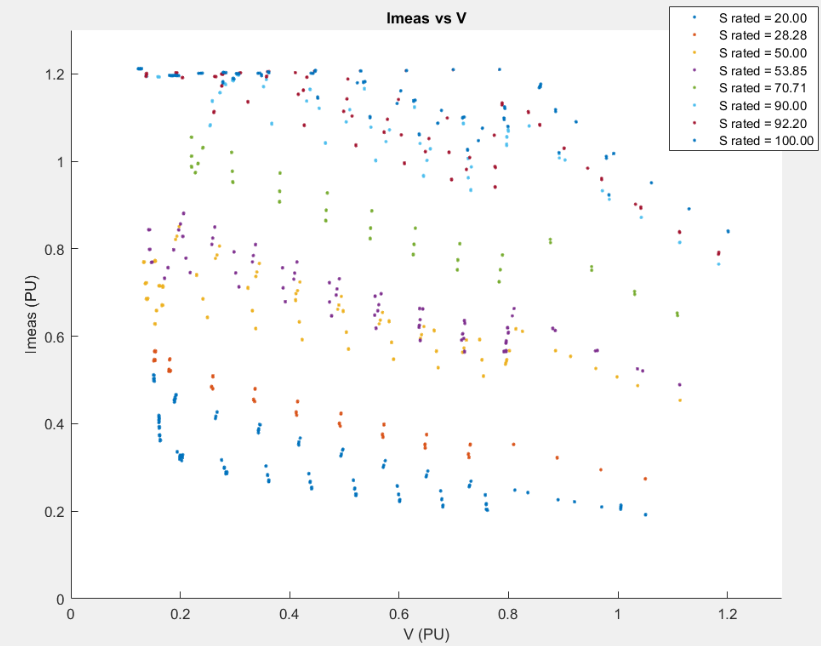 Imeas vs V
S rated = 20.00
S rated = 28.28
S rated = 50.00
S rated = 53.85
S rated = 70.71
S rated = 90.00
S rated = 92.20
S rated = 100.00
1.2
1
0.8
0.6
0.4
0.2
0
Imeas (PU)
0 0.2 0.4 0.6 0.8 1 1.2
V (PU)